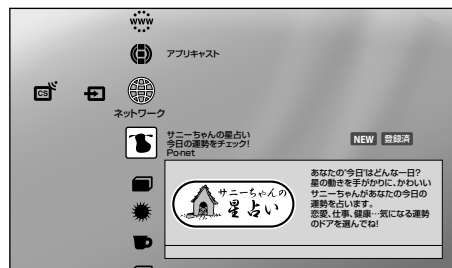 www
アプリキャスト
CS
ネットワーク
サニーちゃんの星占い
今日の運勢をチェック!
Po-net
NEW 登録済
サニーちゃんの
星占い
あなたの'今日'はどんな一日?
星の動きを手がかりに、かわいい
サニーちゃんがあなたの今日の
運勢を占います。
恋愛、仕事、健康…気になる運勢
のドアを選んでね!